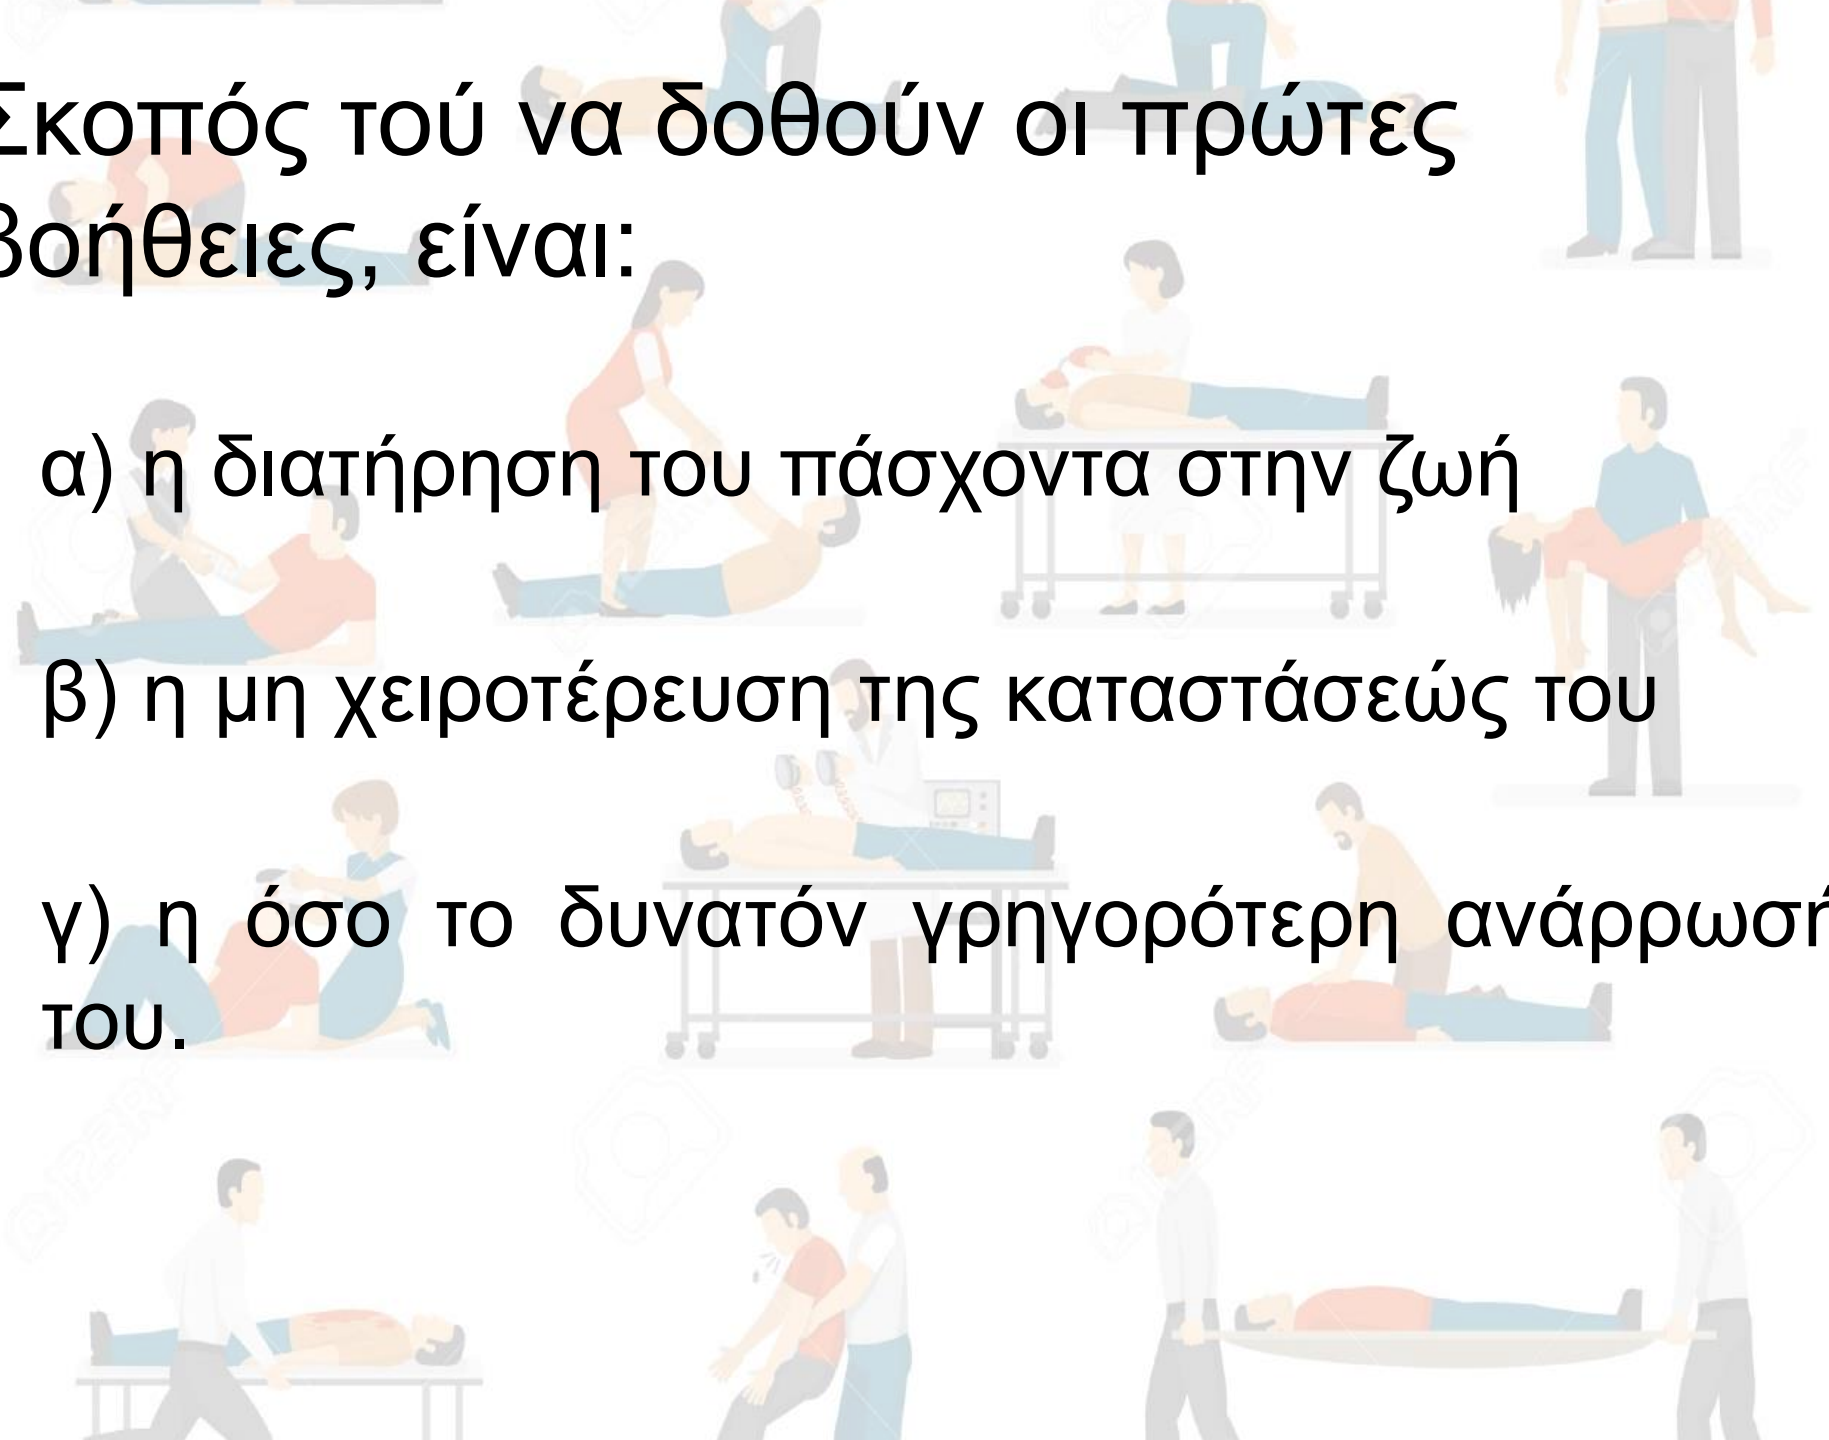 Σκοπός τού να δοθούν οι πρώτες
βοήθειες, είναι:
α) η διατήρηση του πάσχοντα στην ζωή
β) η μη χειροτέρευση της καταστάσεώς του
γ) η όσο το δυνατόν γρηγορότερη ανάρρωσή
του.